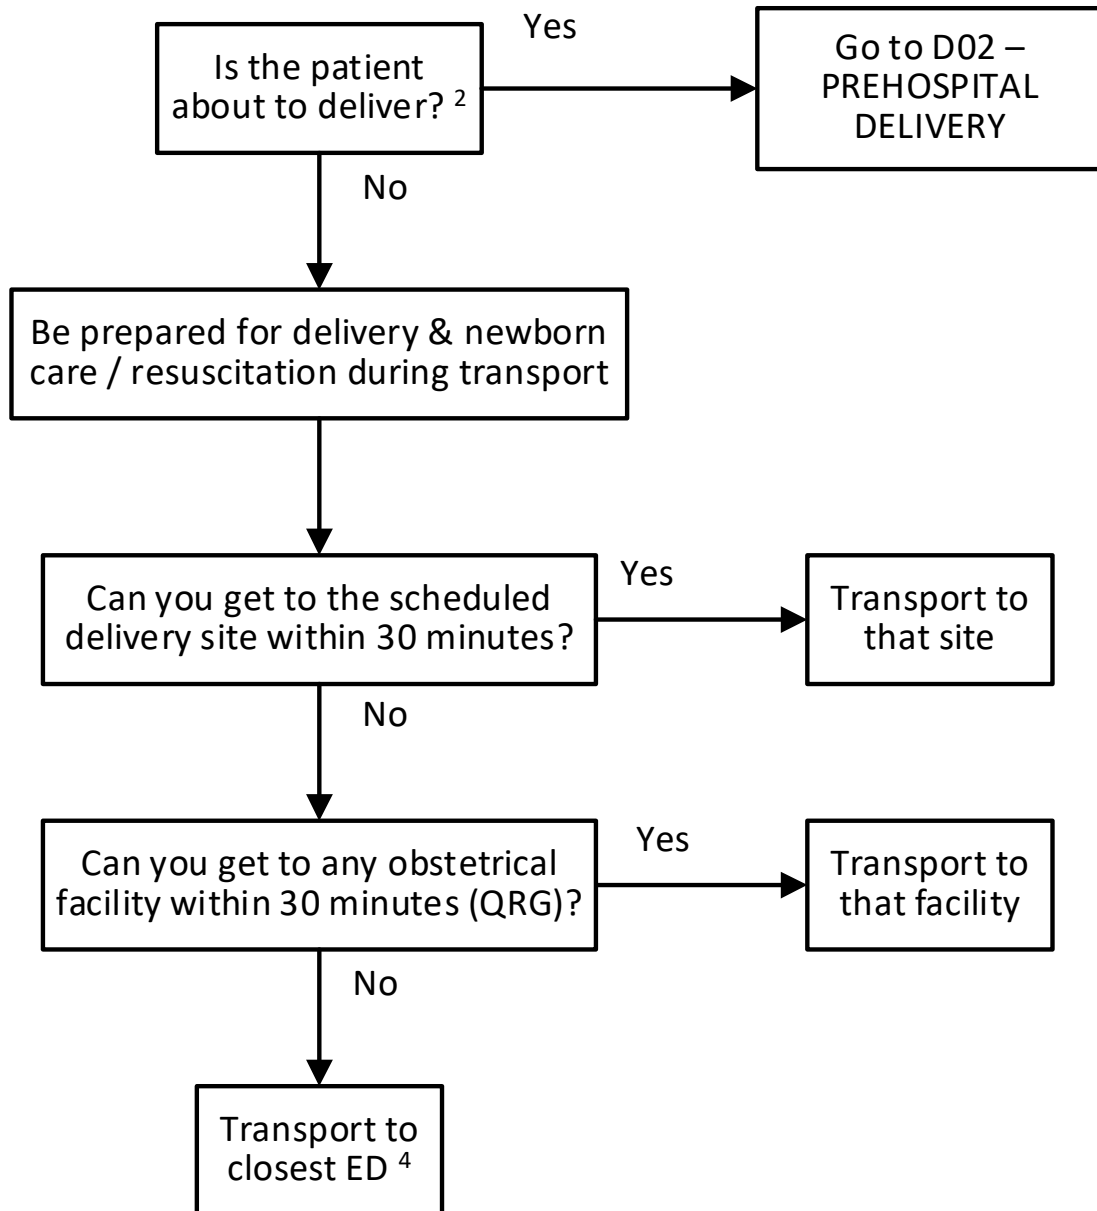 Yes
Is the patient
about to deliver? ²
Go to D02 –
PREHOSPITAL
DELIVERY
No
Be prepared for delivery & newborn
care / resuscitation during transport
Can you get to the scheduled
delivery site within 30 minutes?
Yes
Transport to
that site
No
Can you get to any obstetrical
facility within 30 minutes (QRG)?
Yes
Transport to
that facility
No
Transport to
closest ED ⁴